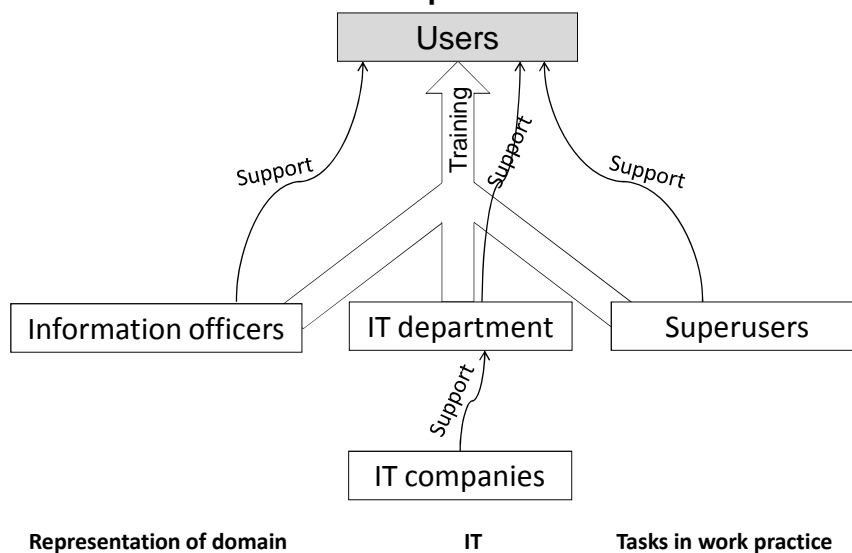 Users
Training
Support
Support
Support
Information officers
IT department
Superusers
Support
IT companies
Representation of domain
IT
Tasks in work practice